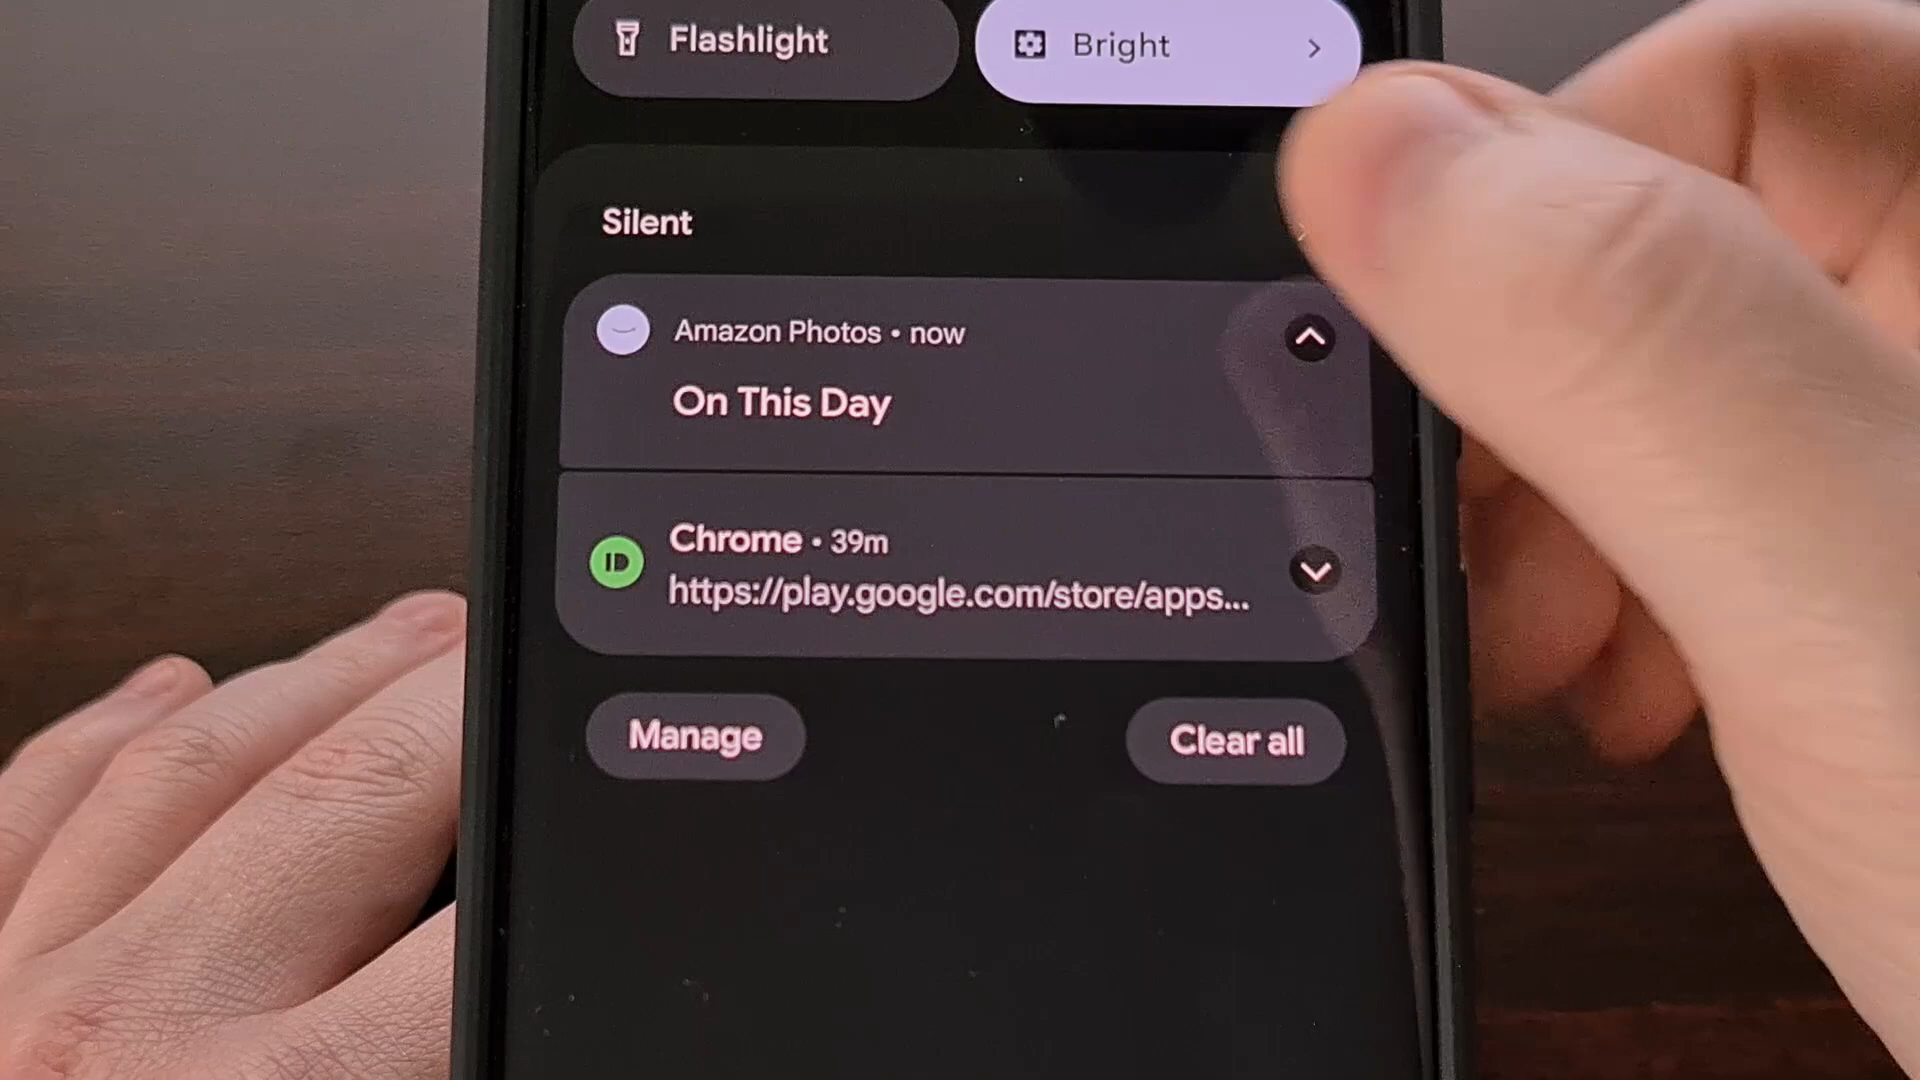 Flashlight
Bright
Silent
Amazon Photos • now
On This Day
Chrome • 39m
https://play.google.com/store/apps...
Manage
Clear all